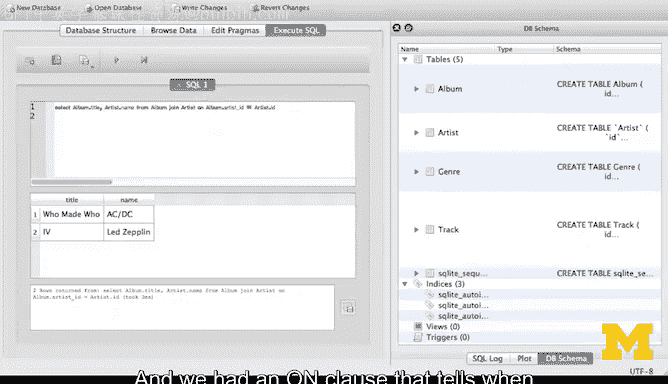 New Database
Write Changes
Revert Changes
Database Structure
Browse Data
Edit Pragmas
Execute SQL
SQL 1
1
select Album.title, Artist.name from Album join Artist on Album.artist_id = Artist.id
2
title name
1 Who Made Who AC/DC
2 IV Led Zepplin
2 Rows returned from: select Album.title, Artist.name from Album join Artist on
Album.artist_id = Artist.id (took 2ms)
DB Schema
Name Type Schema
Tables (5)
Album CREATE TABLE Album (
id...
Artist CREATE TABLE `Artist` (
`id`...
Genre CREATE TABLE Genre (
id...
Track CREATE TABLE Track (
id...
sqlite_sequ... CREATE TABLE sqlite_se...
Indices (3)
sqlite_autoi...
sqlite_autoi...
sqlite_autoi...
Views (0)
Triggers (0)
M
SQL Log
Plot
DB Schema
UTF-8
And we had an ON clause that tells when